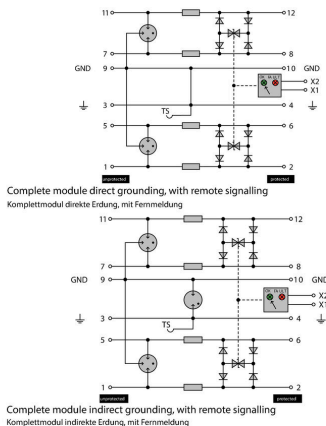 11 12
7 8
GND 9 10 GND
OK FAULT
X2
X1
3 4
TS
5 6
1 2
unprotected protected
Complete module direct grounding, with remote signalling
Komplettmodul direkte Erdung, mit Fernmeldung
11 12
7 8
GND 9 10 GND
OK FAULT
X2
X1
3 4
TS
5 6
1 2
unprotected protected
Complete module indirect grounding, with remote signalling
Komplettmodul indirekte Erdung, mit Fernmeldung